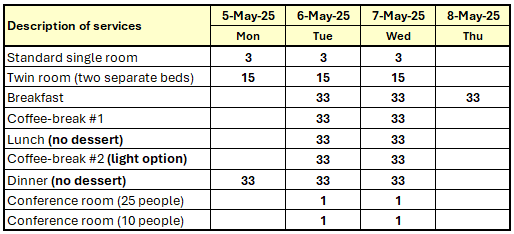 Description of services 5-May-25 6-May-25 7-May-25 8-May-25
Mon Tue Wed Thu
Standard single room 3 3 3
Twin room (two separate beds) 15 15 15
Breakfast 33 33 33
Coffee-break #1 33 33
Lunch (no dessert) 33 33
Coffee-break #2 (light option) 33 33
Dinner (no dessert) 33 33 33
Conference room (25 people) 1 1
Conference room (10 people) 1 1